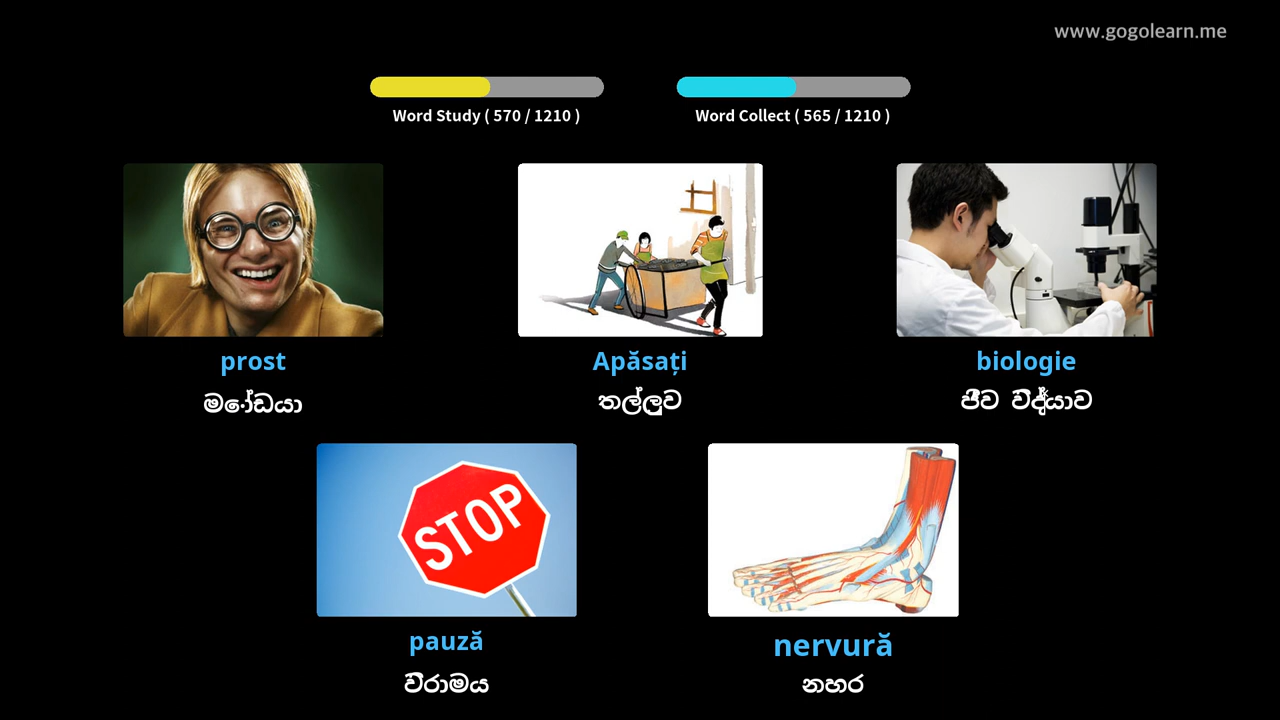 www.gogolearn.me
Word Study ( 570 / 1210 )
Word Collect ( 565 / 1210 )
prost
මෝඩයා
Apăsați
තල්ලුව
biologie
ජීව විද්යාව
STOP
pauză
විරාමය
nervură
නහර